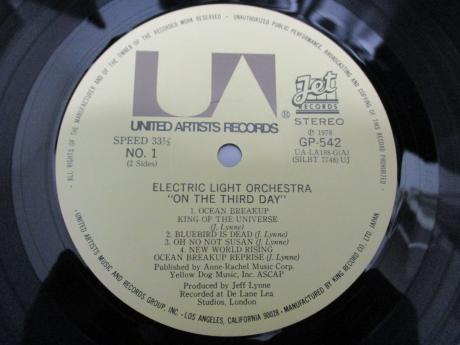 ALL RIGHTS OF THE MANUFACTURER AND OF THE OWNER OF THE RECORDED WORK RESERVED · UNAUTHORIZED PUBLIC PERFORMANCE, BROADCASTING AND COPYING OF THIS RECORD PROHIBITED ·
UA
UNITED ARTISTS RECORDS
Jet
RECORDS
STEREO
SPEED 33⅓
NO. 1
(2 Sides)
Ⓟ 1978
GP-542
UA-LA188-G(A)
(SILBT 7748) U]
ELECTRIC LIGHT ORCHESTRA
"ON THE THIRD DAY"
1. OCEAN BREAKUP
KING OF THE UNIVERSE
(J. Lynne)
2. BLUEBIRD IS DEAD (J. Lynne)
3. OH NO NOT SUSAN (J. Lynne)
4. NEW WORLD RISING
OCEAN BREAKUP REPRISE (J. Lynne)
Published by Anne-Rachel Music Corp.
Yellow Dog Music, Inc. ASCAP
Produced by Jeff Lynne
Recorded at De Lane Lea
Studios, London
UNITED ARTISTS MUSIC AND RECORDS GROUP, INC. · LOS ANGELES, CALIFORNIA 90028 · MANUFACTURED BY KING RECORD CO. LTD, JAPAN